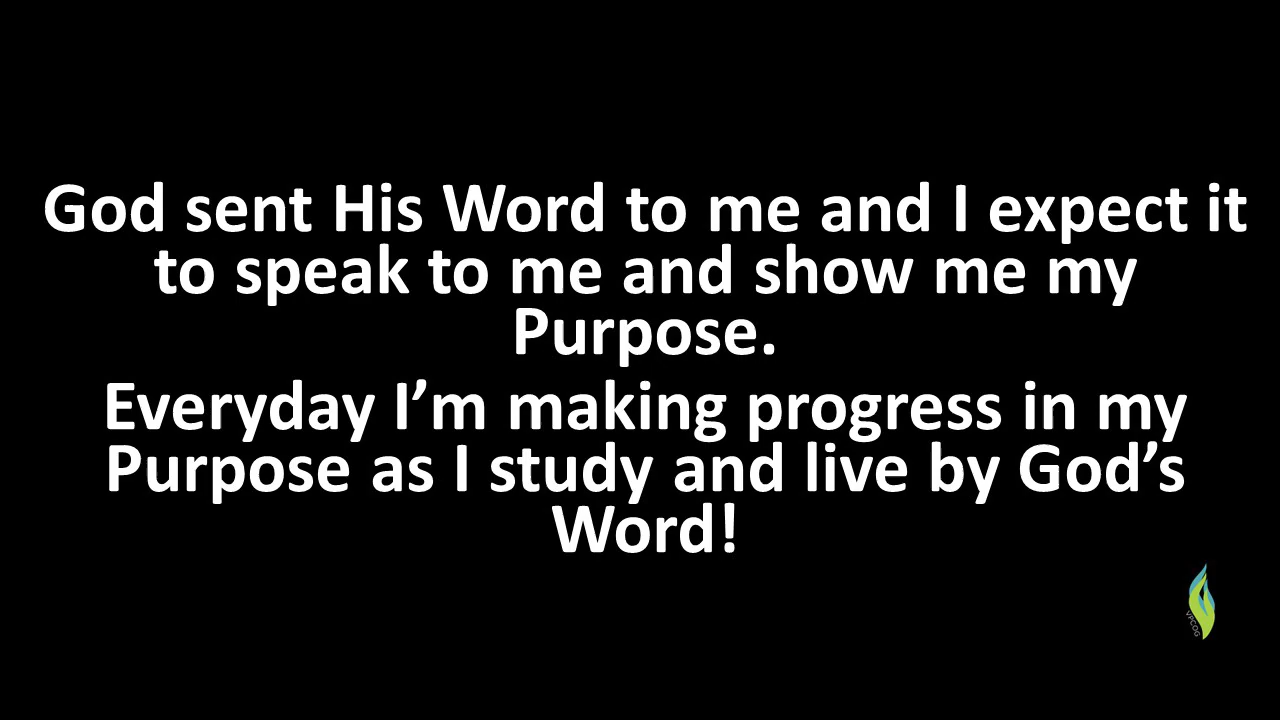 God sent His Word to me and I expect it
to speak to me and show me my
Purpose.
Everyday I’m making progress in my
Purpose as I study and live by God’s
Word!
VPCOG